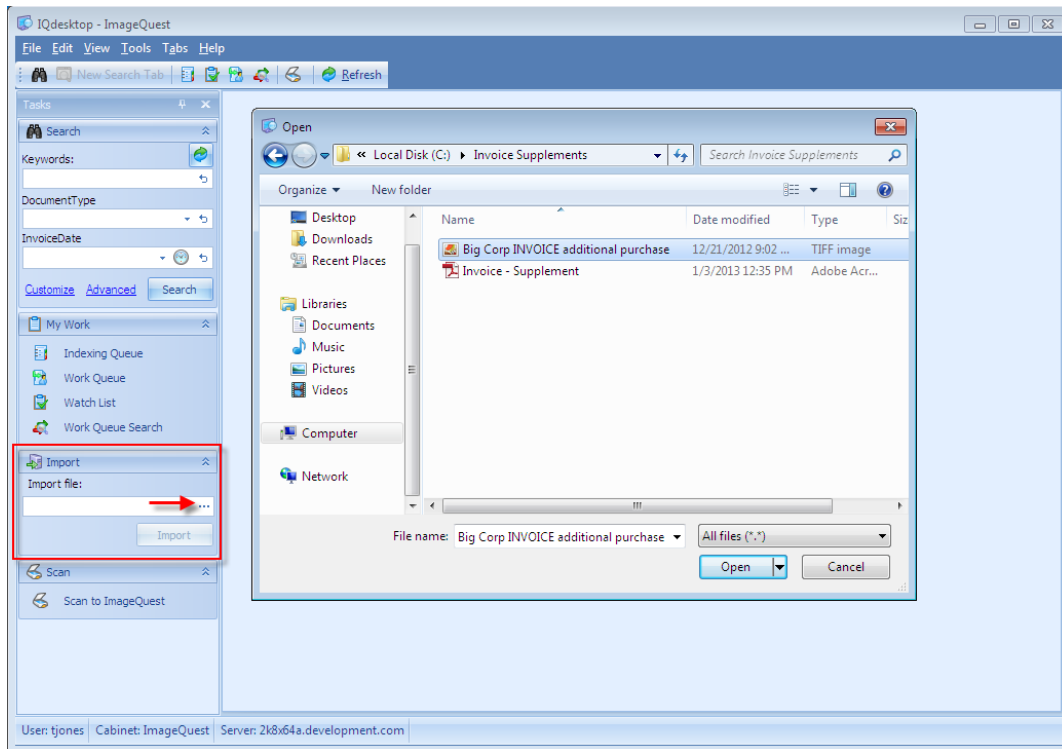 IQdesktop - ImageQuest
File Edit View Tools Tabs Help
New Search Tab Refresh
Tasks
Search
Keywords:
DocumentType
InvoiceDate
Customize Advanced Search
My Work
Indexing Queue
Work Queue
Watch List
Work Queue Search
Import
Import file:
...
Import
Scan
Scan to ImageQuest
Open
« Local Disk (C:) Invoice Supplements Search Invoice Supplements
Organize New folder
Desktop
Downloads
Recent Places
Libraries
Documents
Music
Pictures
Videos
Computer
Network
Name Date modified Type Siz
Big Corp INVOICE additional purchase 12/21/2012 9:02 ... TIFF image
Invoice - Supplement 1/3/2013 12:35 PM Adobe Acr...
File name: Big Corp INVOICE additional purchase All files (*.*)
Open Cancel
User: tjones Cabinet: ImageQuest Server: 2k8x64a.development.com